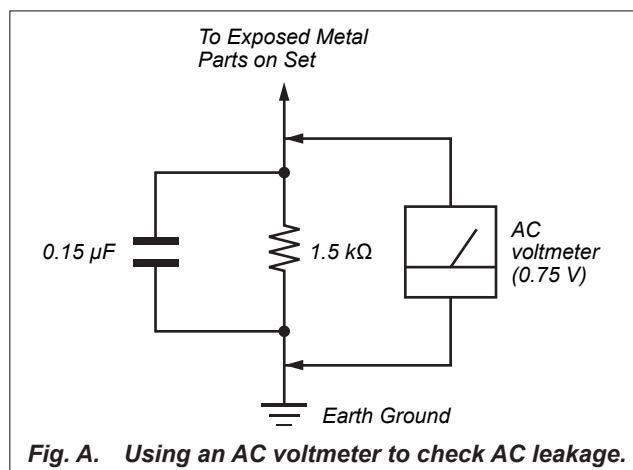 To Exposed Metal
Parts on Set
0.15 µF
1.5 kΩ
AC
voltmeter
(0.75 V)
Earth Ground
Fig. A. Using an AC voltmeter to check AC leakage.